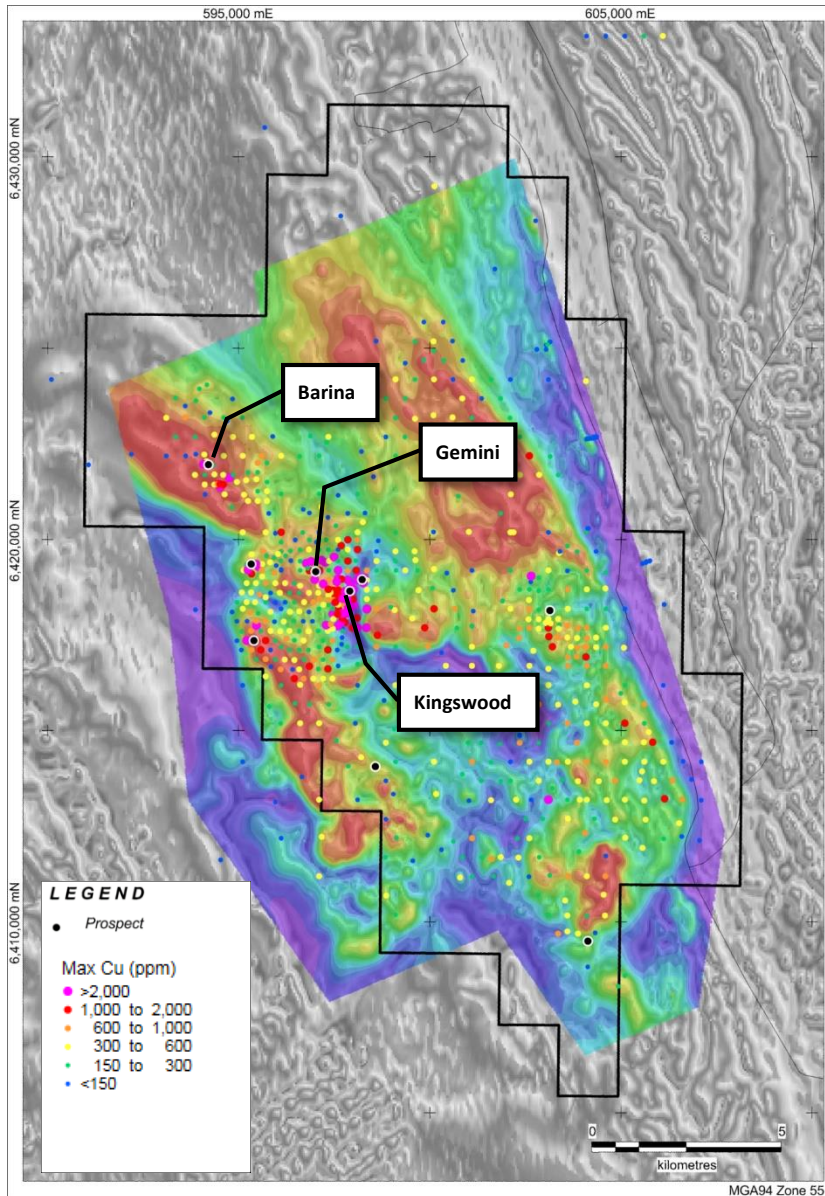 595,000 mE
605,000 mE
6,430,000 mN
Barina
Gemini
6,420,000 mN
Kingswood
6,410,000 mN
LEGEND
Prospect
Max Cu (ppm)
>2,000
1,000 to 2,000
600 to 1,000
300 to 600
150 to 300
<150
0 5
kilometres
MGA94 Zone 55